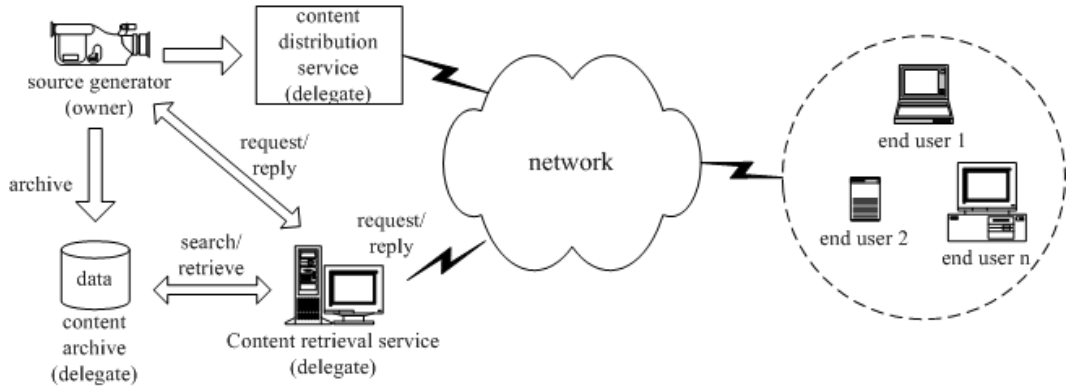 content
distribution
service
(delegate)
source generator
(owner)
request/
reply
archive
network
end user 1
end user 2
end user n
request/
reply
search/
retrieve
data
content
archive
(delegate)
Content retrieval service
(delegate)